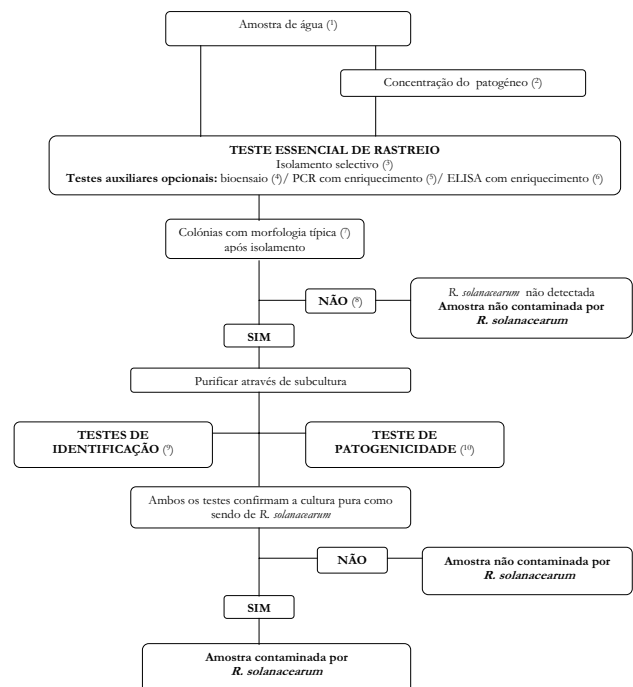 Amostra de água (¹)
Concentração do patogéneo (²)
TESTE ESSENCIAL DE RASTREIO
Isolamento selectivo (³)
Testes auxiliares opcionais: bioensaio (⁴)/ PCR com enriquecimento (⁵)/ ELISA com enriquecimento (⁶)
Colónias com morfologia típica (⁷)
após isolamento
NÃO (⁸)
R. solanacearum não detectada
Amostra não contaminada por
R. solanacearum
SIM
Purificar através de subcultura
TESTES DE
IDENTIFICAÇÃO (⁹)
TESTE DE
PATOGENICIDADE (¹⁰)
Ambos os testes confirmam a cultura pura como
sendo de R. solanacearum
NÃO
Amostra não contaminada por
R. solanacearum
SIM
Amostra contaminada por
R. solanacearum